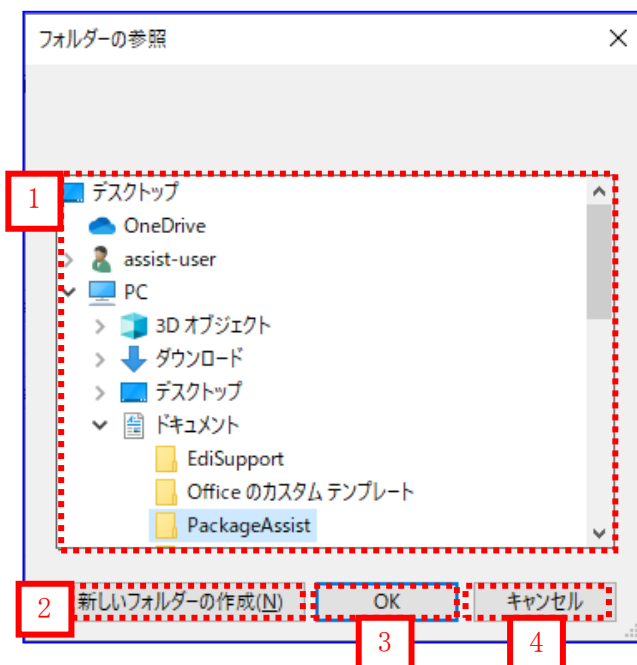 フォルダーの参照
1
デスクトップ
OneDrive
assist-user
PC
3D オブジェクト
ダウンロード
デスクトップ
ドキュメント
EdiSupport
Office のカスタム テンプレート
PackageAssist
2
新しいフォルダーの作成(N)
OK
キャンセル
3
4